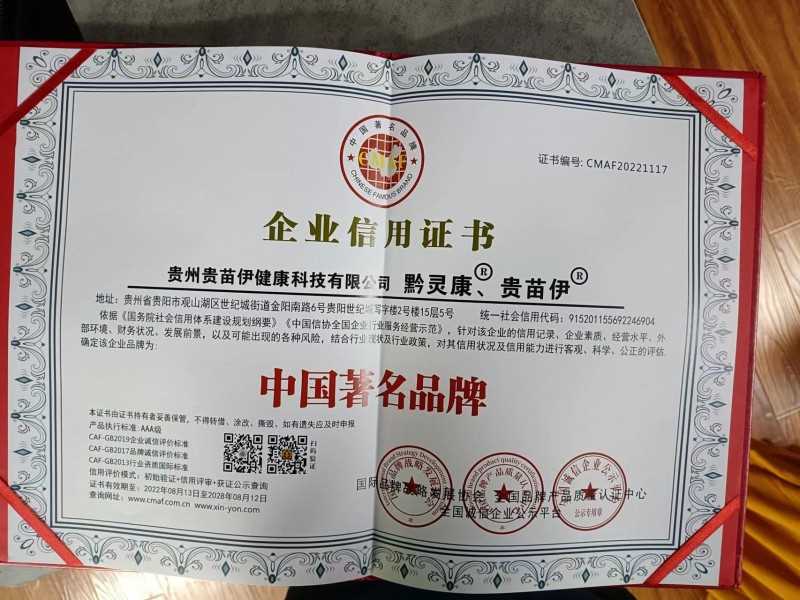 中国著名品牌
CMAF
CHINESE FAMOUS BRAND
证书编号: CMAF20221117
企业信用证书
贵州贵苗伊健康科技有限公司 黔灵康®、贵苗伊®
地址: 贵州省贵阳市观山湖区世纪城街道金阳南路6号贵阳世纪城写字楼2号楼15层5号 统一社会信用代码: 915201155692246904
依据《国务院社会信用体系建设规划纲要》《中国信协全国企业行业服务经营示范》, 针对该企业的信用记录、企业素质、经营水平、外
部环境、财务状况、发展前景, 以及可能出现的各种风险, 结合行业现状及行业政策, 对其信用状况及信用能力进行客观、科学、公正的评估.
确定该企业品牌为:
中国著名品牌
本证书由证书持有者妥善保管, 不得转借、涂改、撕毁、如有遗失应及时申报
产品执行标准: AAA级
CAF-GB2019企业诚信评价标准
CAF-GB2017品牌诚信评价标准
CAF-GB2013行业资质国际标准
信用评价模式: 初始验证+信用评审+获证公示查询
证书有效期至: 2022年08月13日至2028年08月12日
查询网址: www.cmaf.com.cn www.xin-yon.com
扫码验证
国际品牌战略发展协会 中国品牌产品质量认证中心
全国诚信企业公示平台
公示专用章